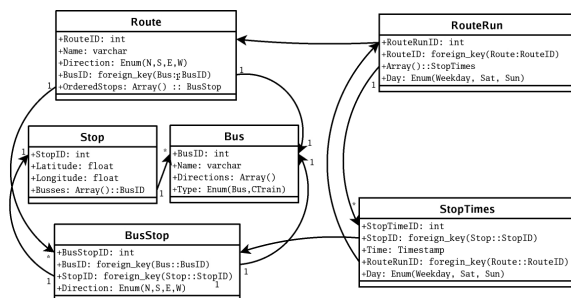 Route
+RouteID: int
+Name: varchar
+Direction: Enum(N,S,E,W)
+BusID: foreign_key(Bus::BusID)
+OrderedStops: Array() :: BusStop
1
1
RouteRun
+RouteRunID: int
+RouteID: foreign_key(Route:RouteID)
+Array()::StopTimes
+Day: Enum(Weekday, Sat, Sun)
1
Stop
+StopID: int
+Latitude: float
+Longitude: float
+Busses: Array()::BusID
1
1
*
Bus
+BusID: int
+Name: varchar
+Directions: Array()
+Type: Enum(Bus,CTrain)
1
1
BusStop
+BusStopID: int
+BusID: foreign_key(Bus::BusID)
+StopID: foreign_key(Stop::StopID)
+Direction: Enum(N,S,E,W)
*
1
1
1
StopTimes
+StopTimeID: int
+StopID: foreign_key(Stop::StopID)
+Time: Timestamp
+RouteRunID: foregin_key(Route::RouteID)
+Day: Enum(Weekday, Sat, Sun)
*